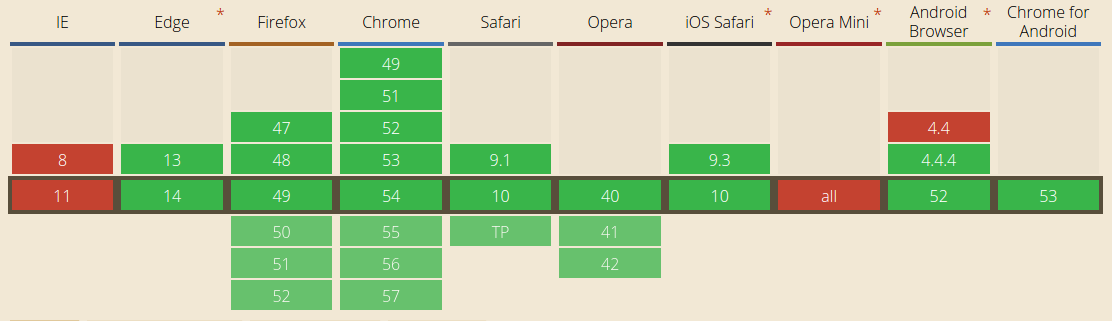 IE Edge * Firefox Chrome Safari Opera iOS Safari * Opera Mini * Android Browser * Chrome for Android
49
51
47 52 4.4
8 13 48 53 9.1 9.3 4.4.4
11 14 49 54 10 40 10 all 52 53
50 55 TP 41
51 56 42
52 57